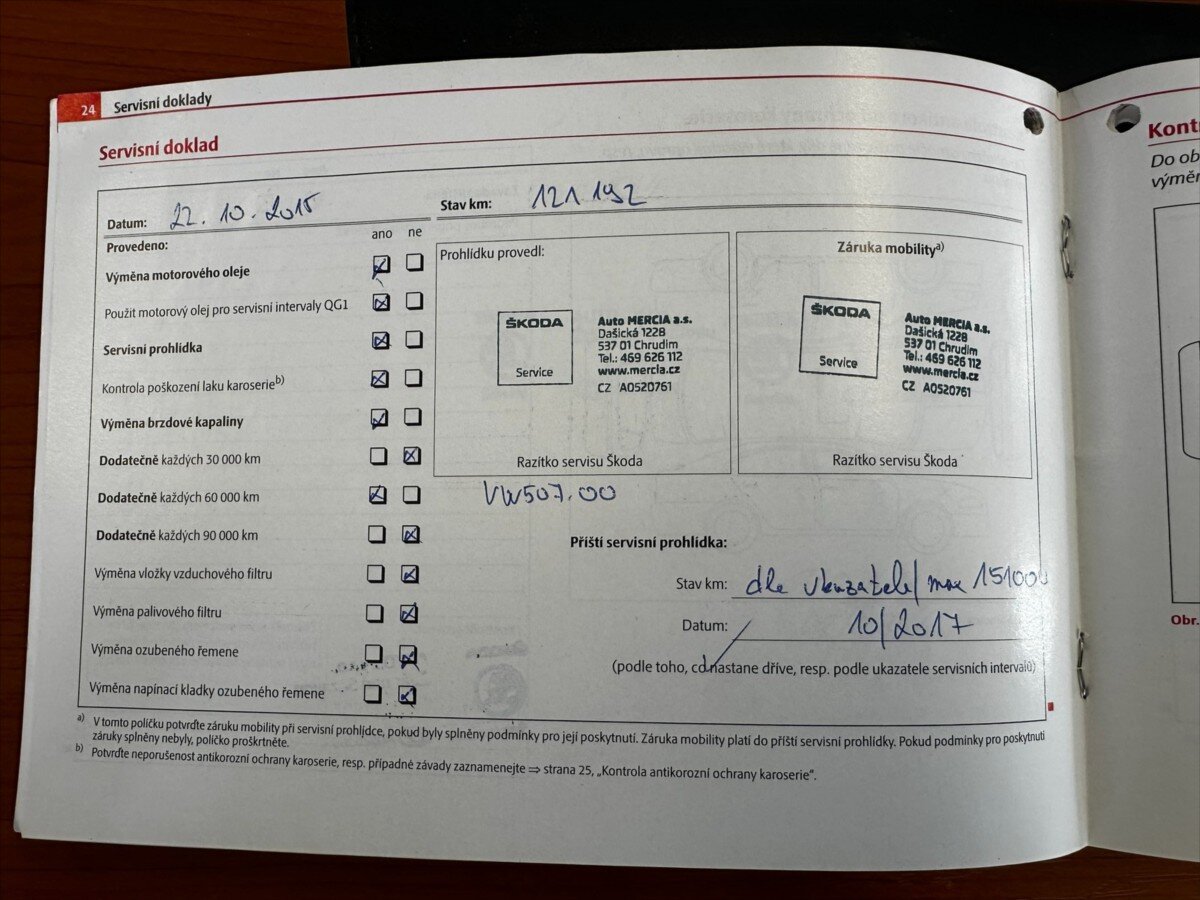 24 Servisní doklady
Servisní doklad
Datum: 22. 10. 2015 Stav km: 121 192
Provedeno: ano ne
Výměna motorového oleje
Použit motorový olej pro servisní intervaly QG1
Servisní prohlídka
Kontrola poškození laku karoserie b)
Výměna brzdové kapaliny
Dodatečně každých 30 000 km
Dodatečně každých 60 000 km
Dodatečně každých 90 000 km
Výměna vložky vzduchového filtru
Výměna palivového filtru
Výměna ozubeného řemene
Výměna napínací kladky ozubeného řemene
Prohlídku provedl:
ŠKODA
Service
Auto MERCIA a.s.
Dašická 1228
537 01 Chrudim
Tel.: 469 626 112
www.mercia.cz
CZ A0520761
Razítko servisu Škoda
Záruka mobility a)
ŠKODA
Service
Auto MERCIA a.s.
Dašická 1228
537 01 Chrudim
Tel.: 469 626 112
www.mercia.cz
CZ A0520761
Razítko servisu Škoda
VW507.00
Příští servisní prohlídka:
Stav km: dle ukazatele/ max 151000
Datum: 10/2017
(podle toho, co nastane dříve, resp. podle ukazatele servisních intervalů)
a) V tomto políčku potvrďte záruku mobility při servisní prohlídce, pokud byly splněny podmínky pro její poskytnutí. Záruka mobility platí do příští servisní prohlídky. Pokud podmínky pro poskytnutí
záruky splněny nebyly, políčko proškrtněte.
b) Potvrďte neporušenost antikorozní ochrany karoserie, resp. případné závady zaznamenejte ⇒ strana 25, „Kontrola antikorozní ochrany karoserie“.
Kont
Do ob
výmě
Obr.